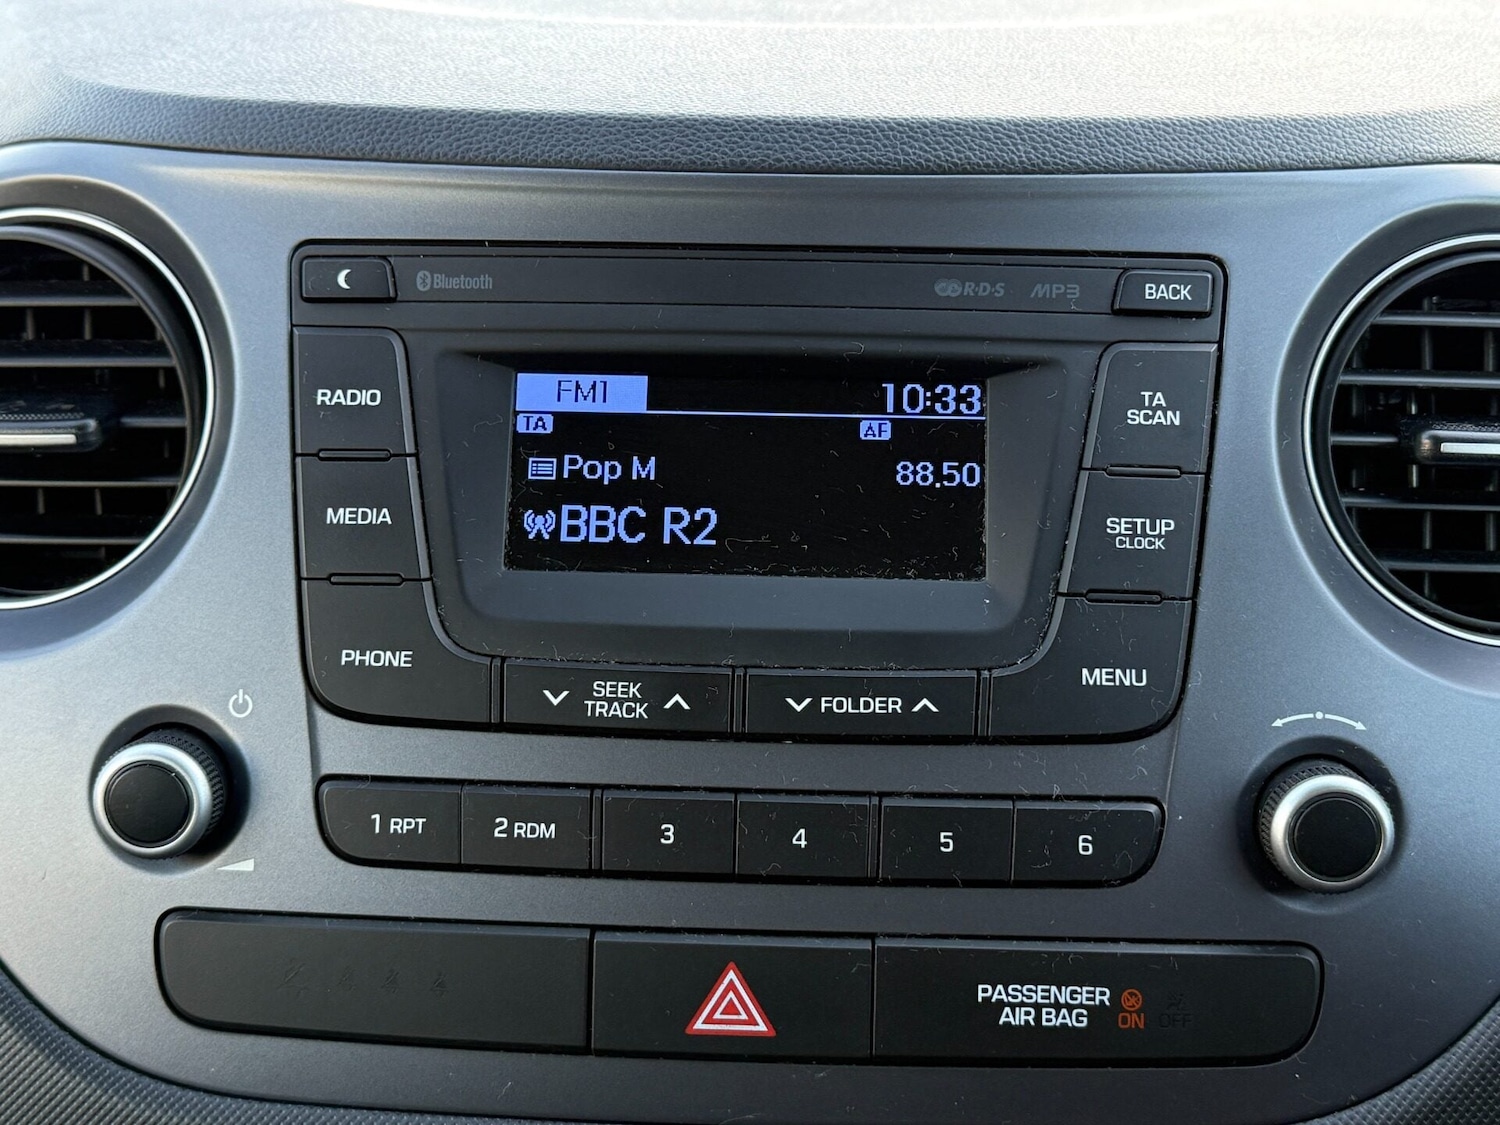 Bluetooth
R·D·S MP3
BACK
RADIO
FM1
10:33
TA
SCAN
TA
AF
Pop M
88.50
MEDIA
BBC R2
SETUP
CLOCK
PHONE
SEEK
TRACK
FOLDER
MENU
1 RPT
2 RDM
3
4
5
6
PASSENGER
AIR BAG
ON
OFF